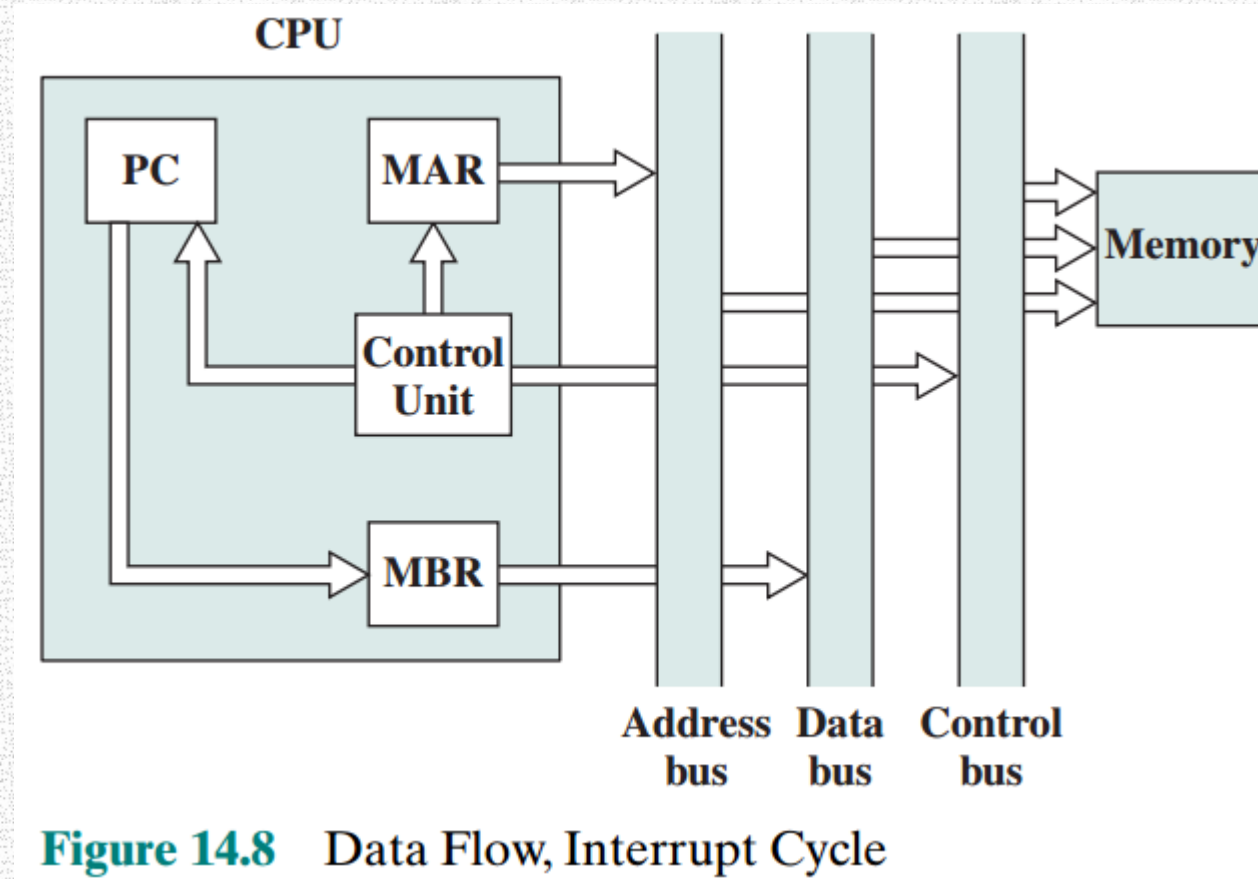 CPU
PC
MAR
Memory
Control
Unit
MBR
Address Data Control
bus bus bus
Figure 14.8 Data Flow, Interrupt Cycle